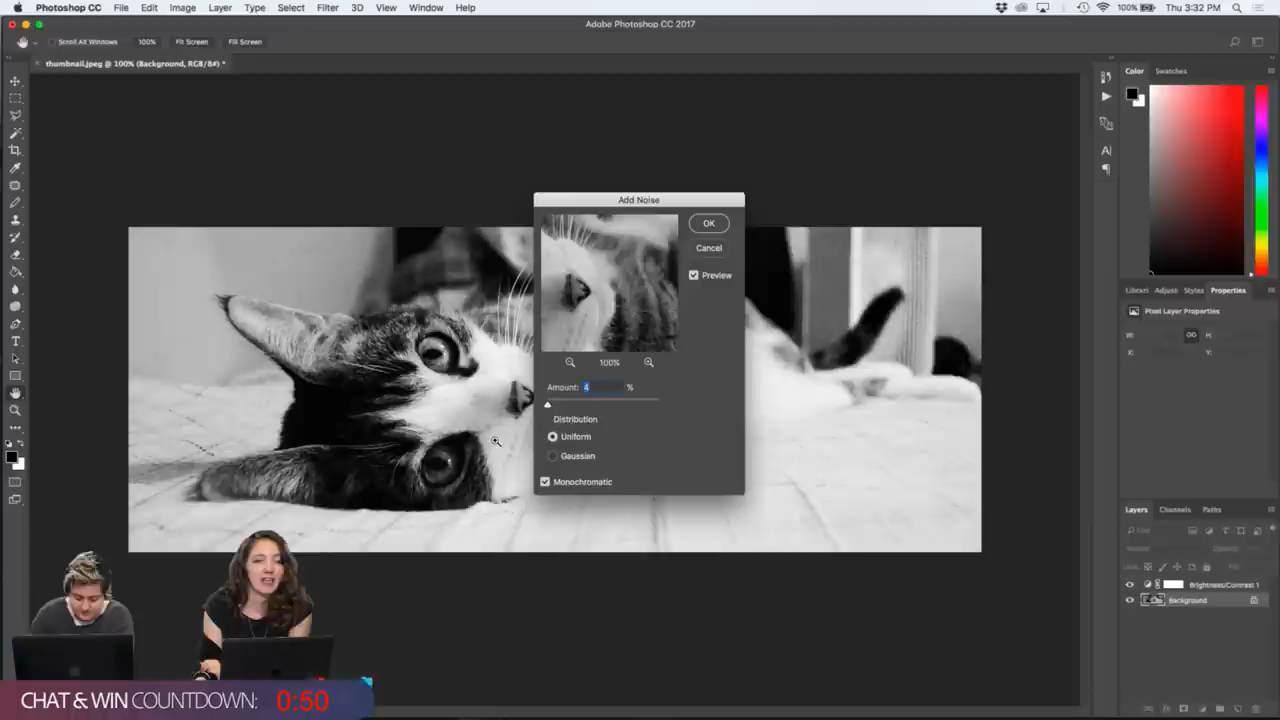 Photoshop CC File Edit Image Layer Type Select Filter 3D View Window Help 100% Thu 3:32 PM
Adobe Photoshop CC 2017
Scroll All Windows 100% Fit Screen Fill Screen
thumbnail.jpeg @ 100% (Background, RGB/8#) *
Color Swatches
Add Noise
OK
Cancel
Preview
100%
Amount: 4 %
Distribution
Uniform
Gaussian
Monochromatic
Librari Adjust Styles Properties
Pixel Layer Properties
W: H:
X: Y:
Layers Channels Paths
Brightness/Contrast 1
Background
CHAT & WIN COUNTDOWN: 0:50